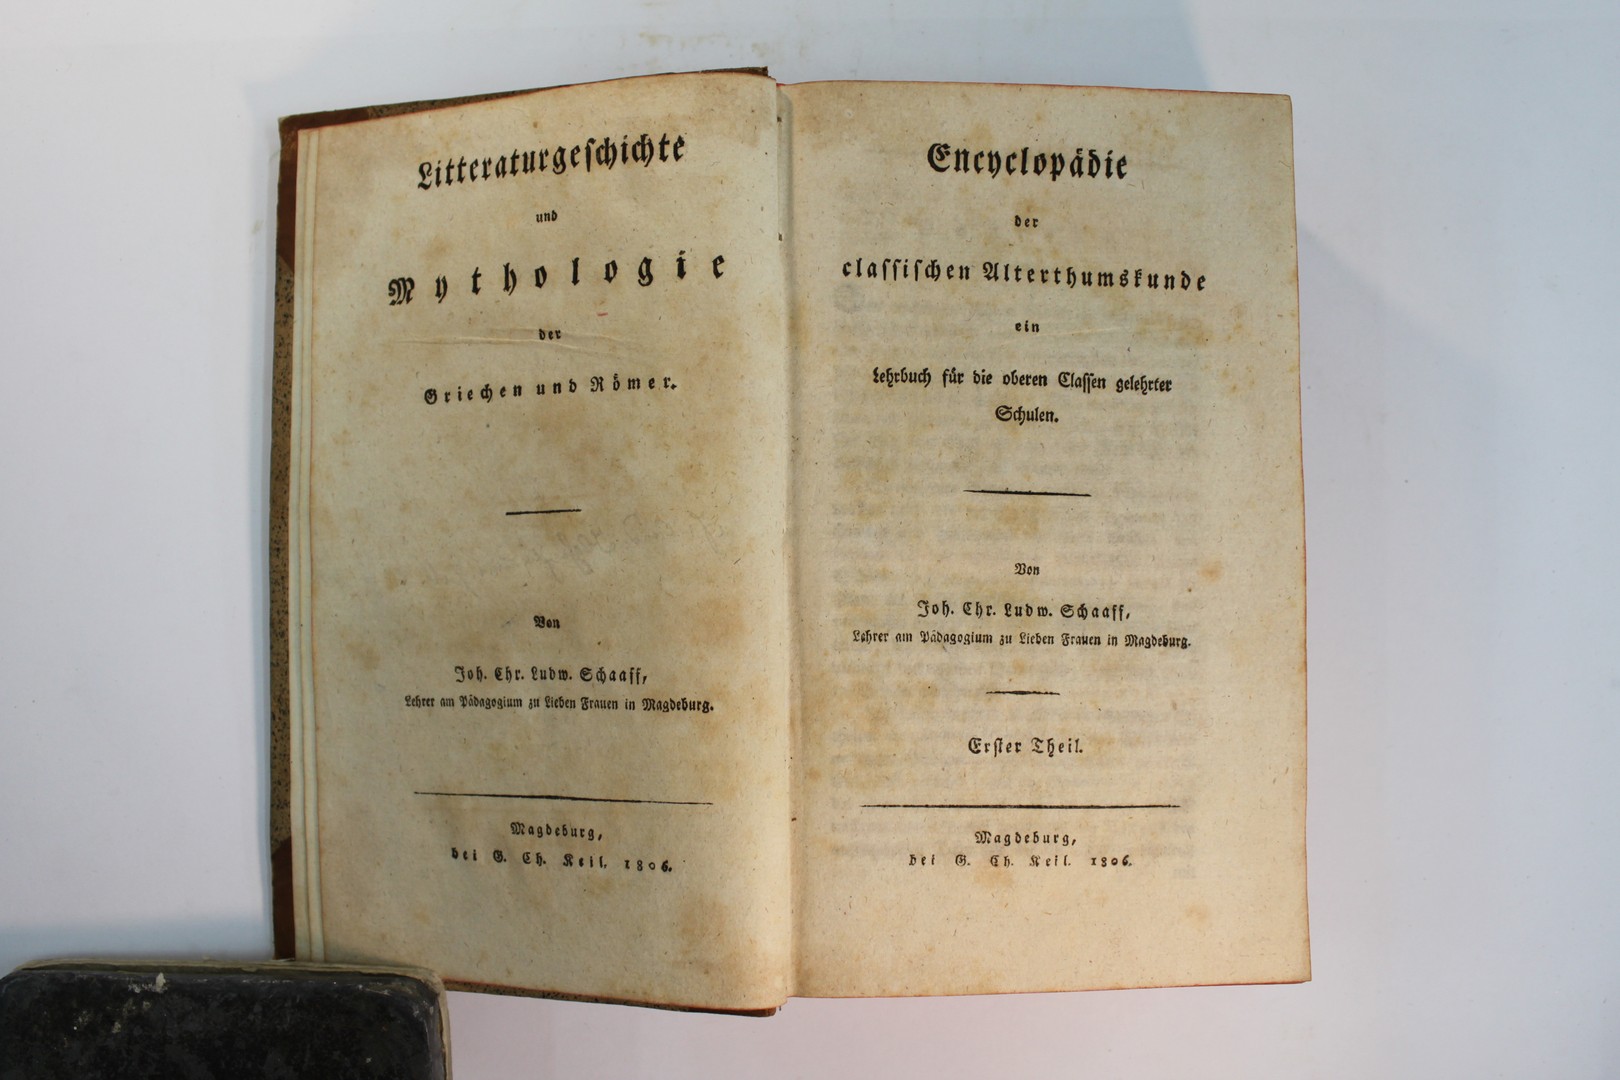 Litteraturgeschichte
und
Mythologie
der
Griechen und Römer.
Von
Joh. Chr. Ludw. Schaaff,
Lehrer am Pädagogium zu Lieben Frauen in Magdeburg.
Magdeburg,
bei G. Ch. Keil. 1806.
Encyclopädie
der
classischen Alterthumskunde
ein
Lehrbuch für die oberen Classen gelehrter
Schulen.
Von
Joh. Chr. Ludw. Schaaff,
Lehrer am Pädagogium zu Lieben Frauen in Magdeburg.
Erster Theil.
Magdeburg,
bei G. Ch. Keil. 1806.